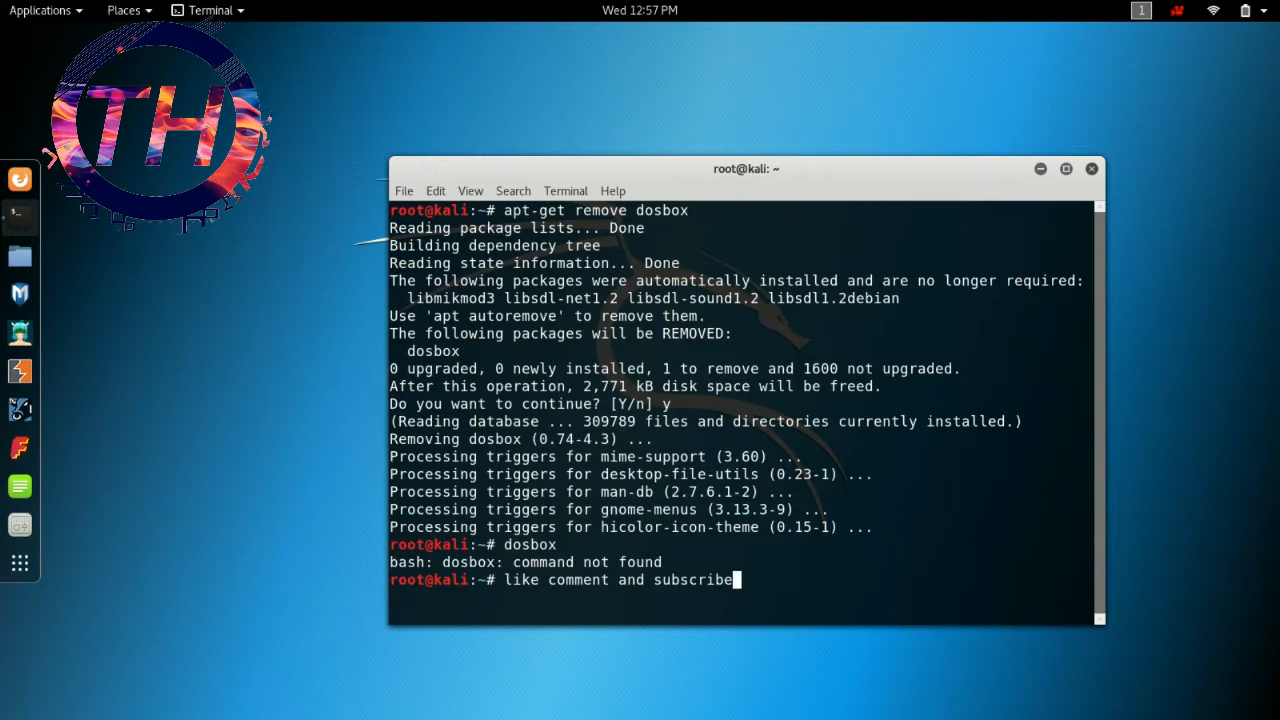 Applications Places Terminal Wed 12:57 PM 1
TH
root@kali: ~
File Edit View Search Terminal Help
root@kali:~# apt-get remove dosbox
Reading package lists... Done
Building dependency tree
Reading state information... Done
The following packages were automatically installed and are no longer required:
libmikmod3 libsdl-net1.2 libsdl-sound1.2 libsdl1.2debian
Use 'apt autoremove' to remove them.
The following packages will be REMOVED:
dosbox
0 upgraded, 0 newly installed, 1 to remove and 1600 not upgraded.
After this operation, 2,771 kB disk space will be freed.
Do you want to continue? [Y/n] y
(Reading database ... 309789 files and directories currently installed.)
Removing dosbox (0.74-4.3) ...
Processing triggers for mime-support (3.60) ...
Processing triggers for desktop-file-utils (0.23-1) ...
Processing triggers for man-db (2.7.6.1-2) ...
Processing triggers for gnome-menus (3.13.3-9) ...
Processing triggers for hicolor-icon-theme (0.15-1) ...
root@kali:~# dosbox
bash: dosbox: command not found
root@kali:~# like comment and subscribe